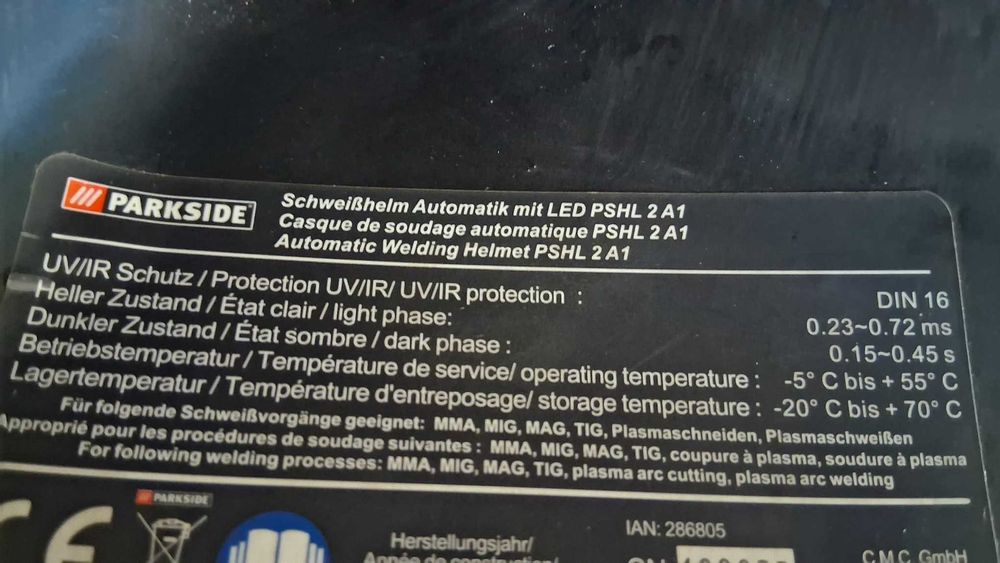 PARKSIDE
Schweißhelm Automatik mit LED PSHL 2 A1
Casque de soudage automatique PSHL 2 A1
Automatic Welding Helmet PSHL 2 A1
UV/IR Schutz / Protection UV/IR/ UV/IR protection : DIN 16
Heller Zustand / État clair / light phase: 0.23~0.72 ms
Dunkler Zustand / État sombre / dark phase : 0.15~0.45 s
Betriebstemperatur / Température de service/ operating temperature : -5° C bis + 55° C
Lagertemperatur / Température d'entreposage/ storage temperature : -20° C bis + 70° C
Für folgende Schweißvorgänge geeignet: MMA, MIG, MAG, TIG, Plasmaschneiden, Plasmaschweißen
Approprié pour les procédures de soudage suivantes : MMA, MIG, MAG, TIG, coupure à plasma, soudure à plasma
For following welding processes: MMA, MIG, MAG, TIG, plasma arc cutting, plasma arc welding
PARKSIDE
CE
Herstellungsjahr/
Année de construction/
IAN: 286805
C.M.C. GmbH